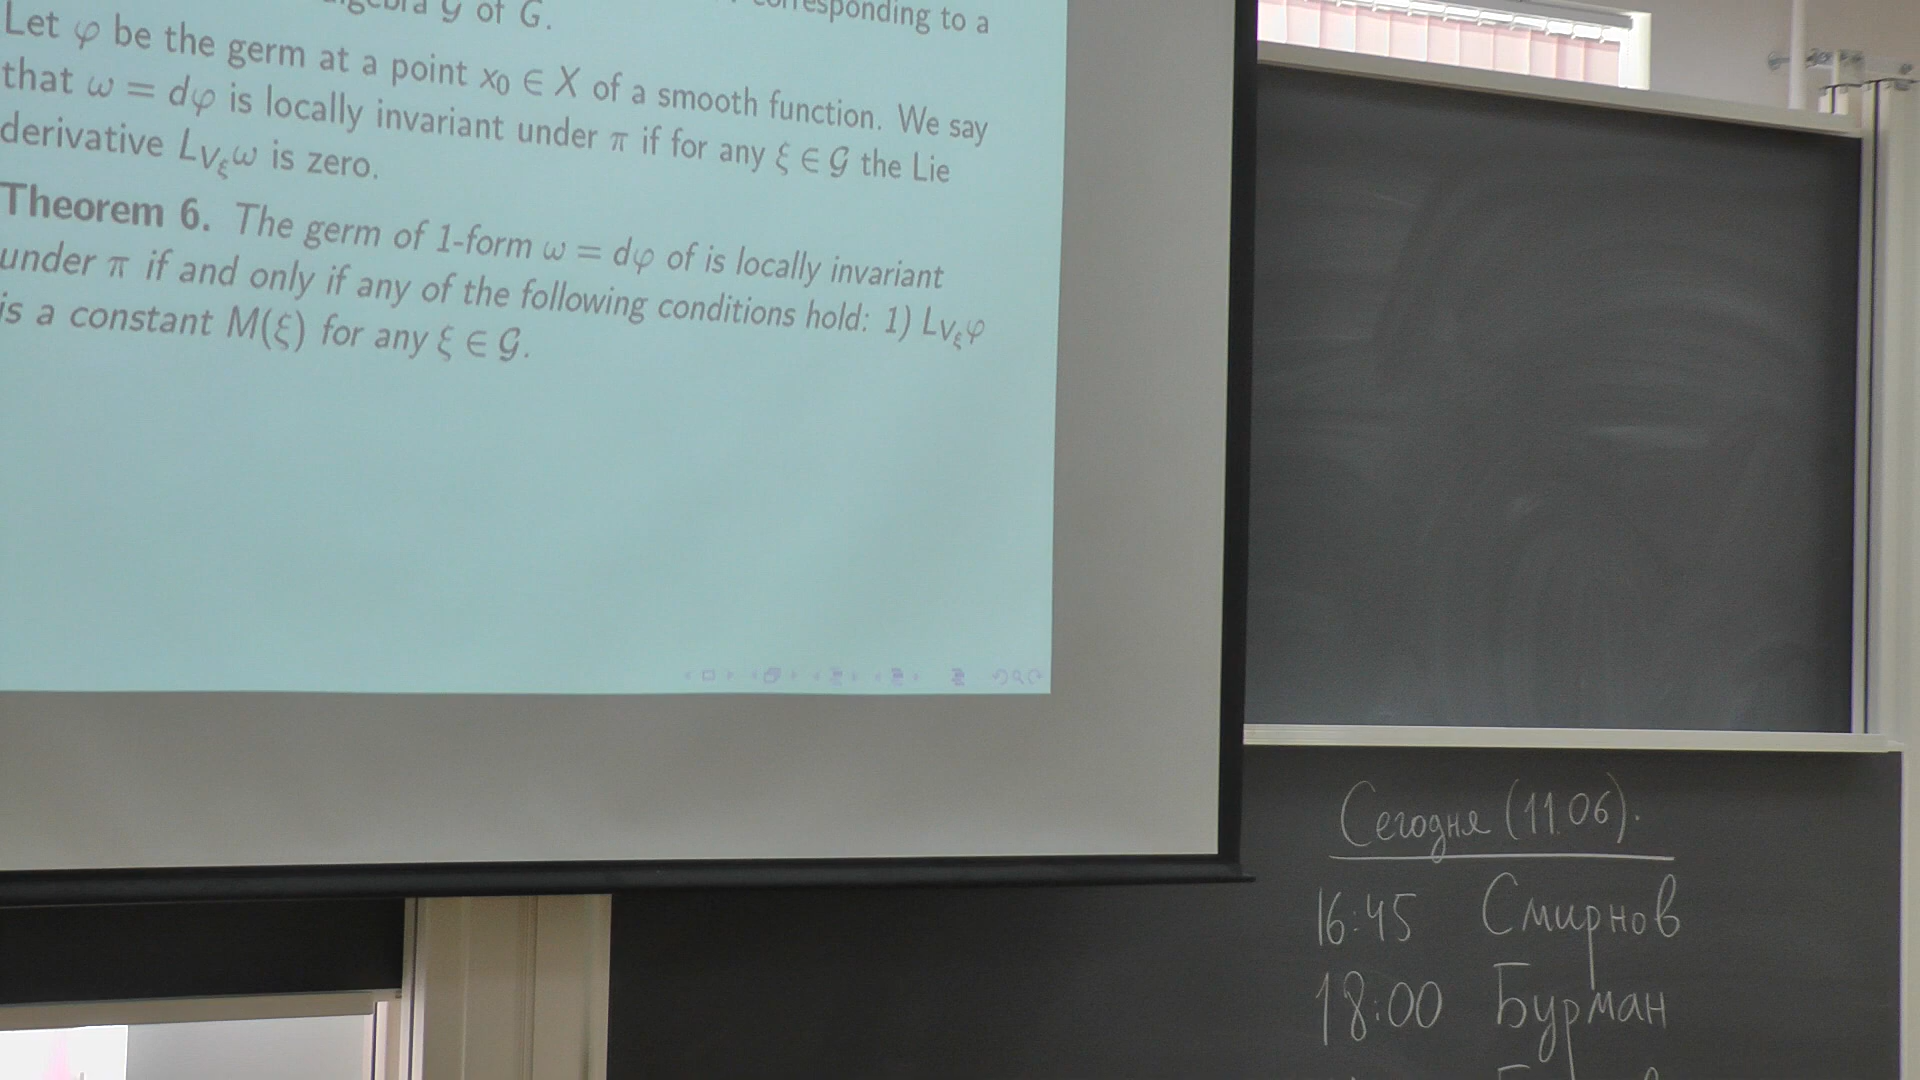 𝒢 of G.
corresponding to a
Let φ be the germ at a point x₀ ∈ X of a smooth function. We say
that ω = dφ is locally invariant under π if for any ξ ∈ 𝒢 the Lie
derivative L_{V_ξ}ω is zero.
Theorem 6. The germ of 1-form ω = dφ of is locally invariant
under π if and only if any of the following conditions hold: 1) L_{V_ξ}φ
is a constant M(ξ) for any ξ ∈ 𝒢.
Сегодня (11.06).
16:45 Смирнов
18:00 Бурман